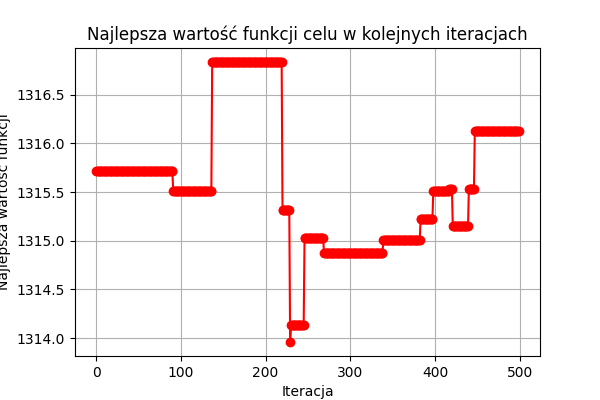 Najlepsza wartość funkcji celu w kolejnych iteracjach
Najlepsza wartość funkcji
1316.5
1316.0
1315.5
1315.0
1314.5
1314.0
0 100 200 300 400 500
Iteracja